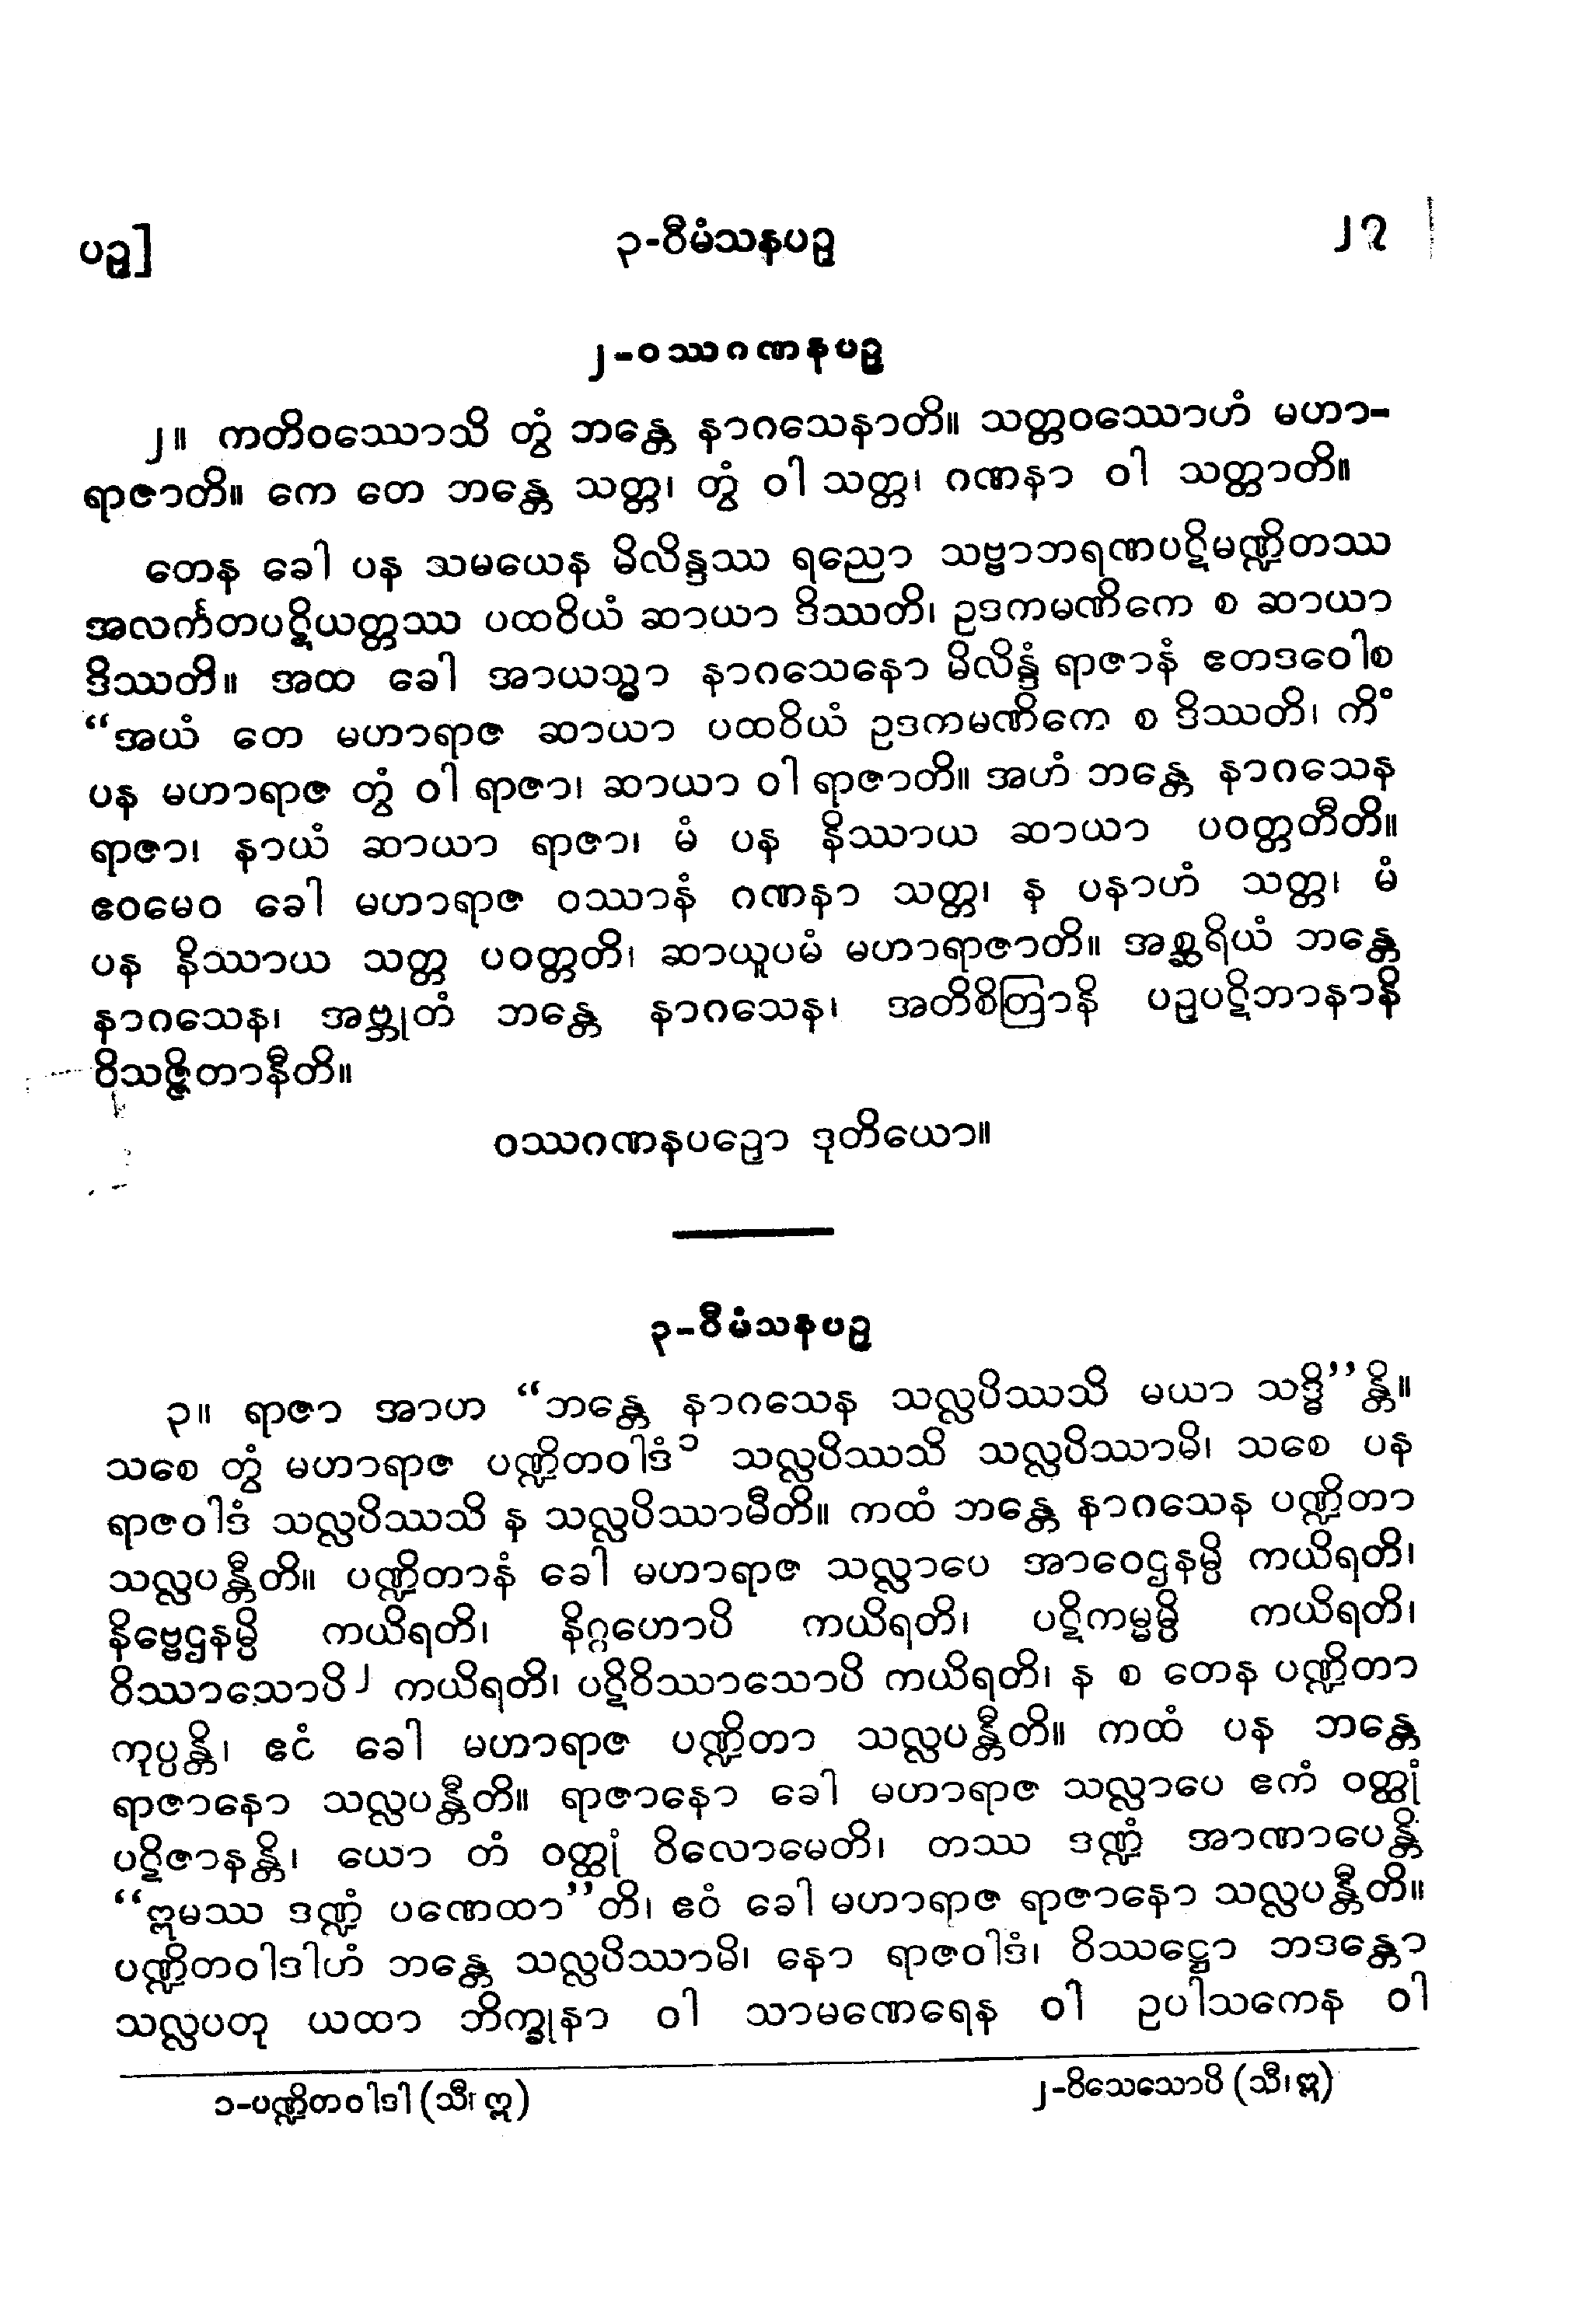 ပဉှ]
၃-ဝီမံသနပဉှ
၂၇
၂-ဝဿဂဏနပဉှ
၂။ ကတိဝဿောသိ တွံ ဘန္တေ နာဂသေနာတိ။ သတ္တဝဿောဟံ မဟာ-
ရာဇာတိ။ ကေ တေ ဘန္တေ သတ္တ၊ တွံ ဝါ သတ္တ၊ ဂဏနာ ဝါ သတ္တာတိ။
တေန ခေါ ပန သမယေန မိလိန္ဒဿ ရညော သဗ္ဗာဘရဏပဋိမဏ္ဍိတဿ
အလင်္ကတပဋိယတ္တဿ ပထဝိယံ ဆာယာ ဒိဿတိ၊ ဥဒကမဏိကေ စ ဆာယာ
ဒိဿတိ။ အထ ခေါ အာယသ္မာ နာဂသေနော မိလိန္ဒံ ရာဇာနံ ဧတဒဝေါစ
“အယံ တေ မဟာရာဇ ဆာယာ ပထဝိယံ ဥဒကမဏိကေ စ ဒိဿတိ၊ ကိံ
ပန မဟာရာဇ တွံ ဝါ ရာဇာ၊ ဆာယာ ဝါ ရာဇာတိ။ အဟံ ဘန္တေ နာဂသေန
ရာဇာ၊ နာယံ ဆာယာ ရာဇာ၊ မံ ပန နိဿာယ ဆာယာ ပဝတ္တတီတိ။
ဧဝမေဝ ခေါ မဟာရာဇ ဝဿာနံ ဂဏနာ သတ္တ၊ န ပနာဟံ သတ္တ၊ မံ
ပန နိဿာယ သတ္တ ပဝတ္တတိ၊ ဆာယူပမံ မဟာရာဇာတိ။ အစ္ဆရိယံ ဘန္တေ
နာဂသေန၊ အဗ္ဘုတံ ဘန္တေ နာဂသေန၊ အတိစိတြာနိ ပဉှပဋိဘာနာနိ
ဝိသဇ္ဇိတာနီတိ။
ဝဿဂဏနပဉှော ဒုတိယော။
၃-ဝီမံသနပဉှ
၃။ ရာဇာ အာဟ “ဘန္တေ နာဂသေန သလ္လပိဿသိ မယာ သဒ္ဓိ”န္တိ။
သစေ တွံ မဟာရာဇ ပဏ္ဍိတဝါဒံ၁ သလ္လပိဿသိ သလ္လပိဿာမိ၊ သစေ ပန
ရာဇဝါဒံ သလ္လပိဿသိ န သလ္လပိဿာမီတိ။ ကထံ ဘန္တေ နာဂသေန ပဏ္ဍိတာ
သလ္လပန္တီတိ။ ပဏ္ဍိတာနံ ခေါ မဟာရာဇ သလ္လာပေ အာဝေဌနမ္ပိ ကယိရတိ၊
နိဗ္ဗေဌနမ္ပိ ကယိရတိ၊ နိဂ္ဂဟောပိ ကယိရတိ၊ ပဋိကမ္မမ္ပိ ကယိရတိ၊
ဝိဿာသောပိ၂ ကယိရတိ၊ ပဋိဝိဿာသောပိ ကယိရတိ၊ န စ တေန ပဏ္ဍိတာ
ကုပ္ပန္တိ၊ ဧဝံ ခေါ မဟာရာဇ ပဏ္ဍိတာ သလ္လပန္တီတိ။ ကထံ ပန ဘန္တေ
ရာဇာနော သလ္လပန္တီတိ။ ရာဇာနော ခေါ မဟာရာဇ သလ္လာပေ ဧကံ ဝတ္ထုံ
ပဋိဇာနန္တိ၊ ယော တံ ဝတ္ထုံ ဝိလောမေတိ၊ တဿ ဒဏ္ဍံ အာဏာပေန္တိ
“ဣမဿ ဒဏ္ဍံ ပဏေထာ”တိ၊ ဧဝံ ခေါ မဟာရာဇ ရာဇာနော သလ္လပန္တီတိ။
ပဏ္ဍိတဝါဒါဟံ ဘန္တေ သလ္လပိဿာမိ၊ နော ရာဇဝါဒံ၊ ဝိဿဋ္ဌော ဘဒန္တော
သလ္လပတု ယထာ ဘိက္ခုနာ ဝါ သာမဏေရေန ဝါ ဥပါသကေန ဝါ
၁-ပဏ္ဍိတဝါဒါ (သီ၊ ဣ)
၂-ဝိသေသောပိ (သီ၊ ဣ)